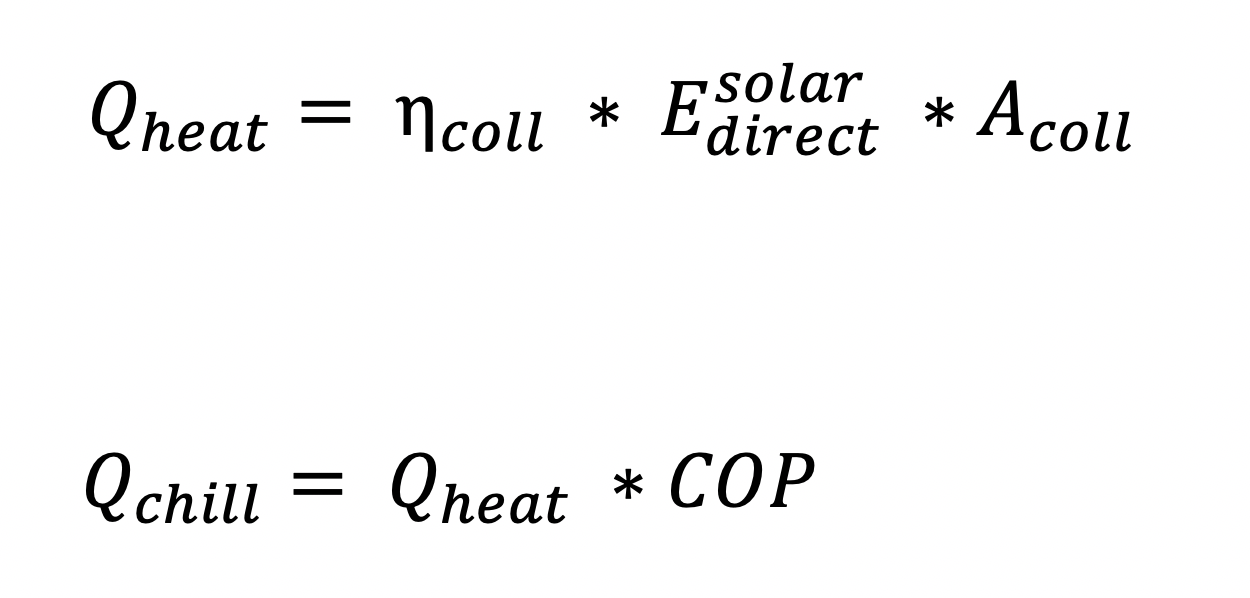 Q_heat = η_coll * E_direct^solar * A_coll
Q_chill = Q_heat * COP